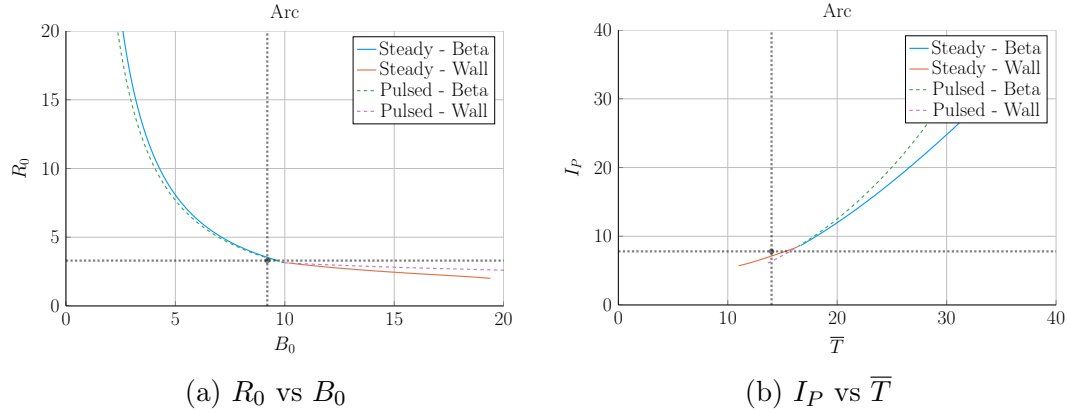 Arc
20
15
10
5
0
R₀
0 5 10 15 20
B₀
Steady - Beta
Steady - Wall
Pulsed - Beta
Pulsed - Wall
(a) R₀ vs B₀
Arc
40
30
20
10
0
I_P
0 10 20 30 40
T̅
Steady - Beta
Steady - Wall
Pulsed - Beta
Pulsed - Wall
(b) I_P vs T̅